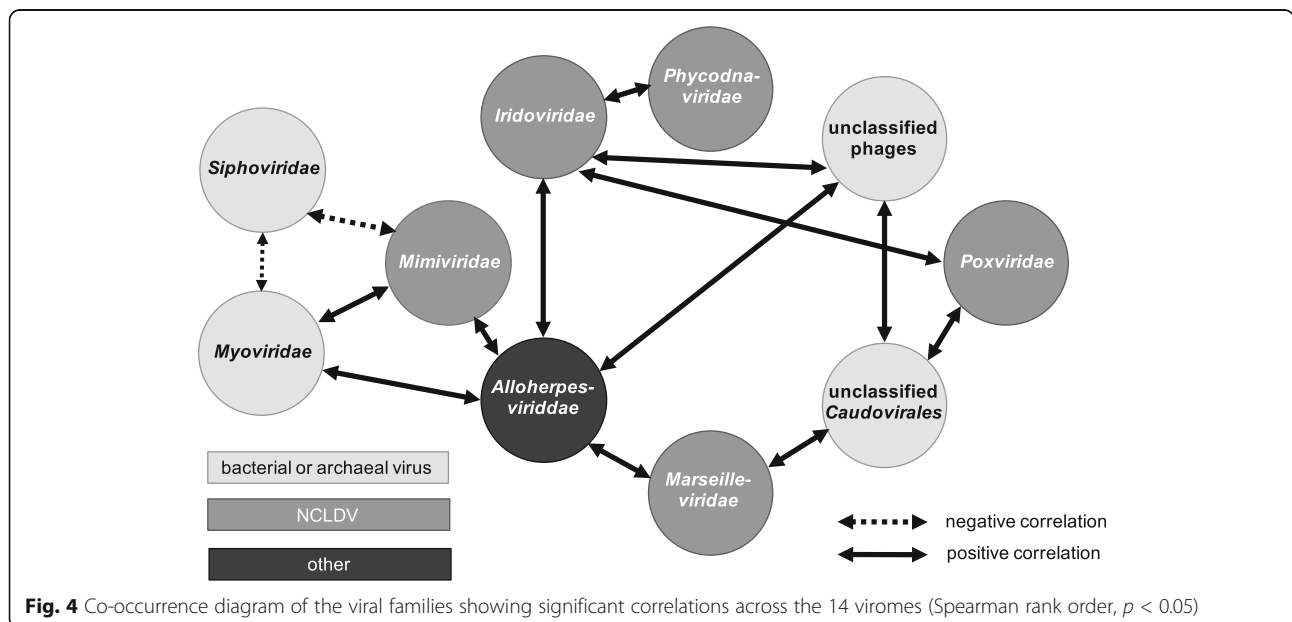 Phycodna-
viridae
Iridoviridae
unclassified
phages
Siphoviridae
Mimiviridae
Poxviridae
Myoviridae
Alloherpes-
viriddae
unclassified
Caudovirales
Marseille-
viridae
bacterial or archaeal virus
NCLDV
other
negative correlation
positive correlation
Fig. 4 Co-occurrence diagram of the viral families showing significant correlations across the 14 viromes (Spearman rank order, p < 0.05)